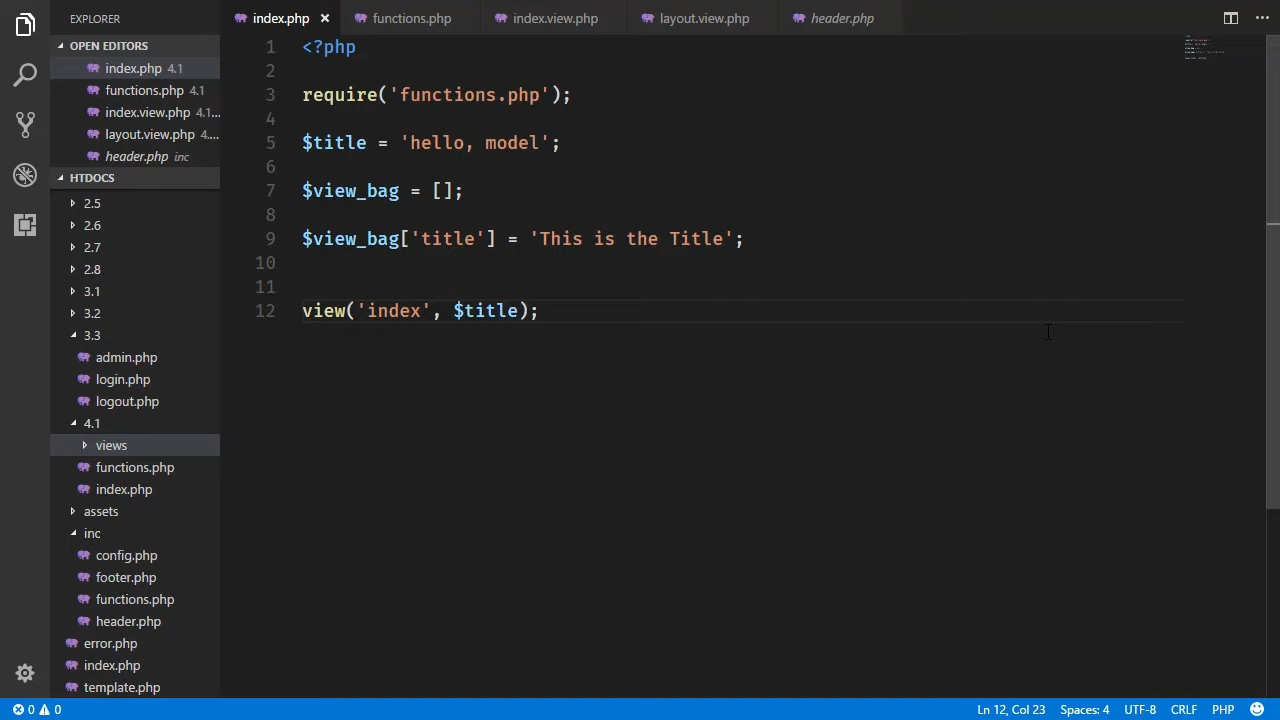 EXPLORER
OPEN EDITORS
index.php 4.1
functions.php 4.1
index.view.php 4.1...
layout.view.php 4....
header.php inc
HTDOCS
2.5
2.6
2.7
2.8
3.1
3.2
3.3
admin.php
login.php
logout.php
4.1
views
functions.php
index.php
assets
inc
config.php
footer.php
functions.php
header.php
error.php
index.php
template.php
index.php functions.php index.view.php layout.view.php header.php
1 <?php
2
3 require('functions.php');
4
5 $title = 'hello, model';
6
7 $view_bag = [];
8
9 $view_bag['title'] = 'This is the Title';
10
11
12 view('index', $title);
0 0 Ln 12, Col 23 Spaces: 4 UTF-8 CRLF PHP